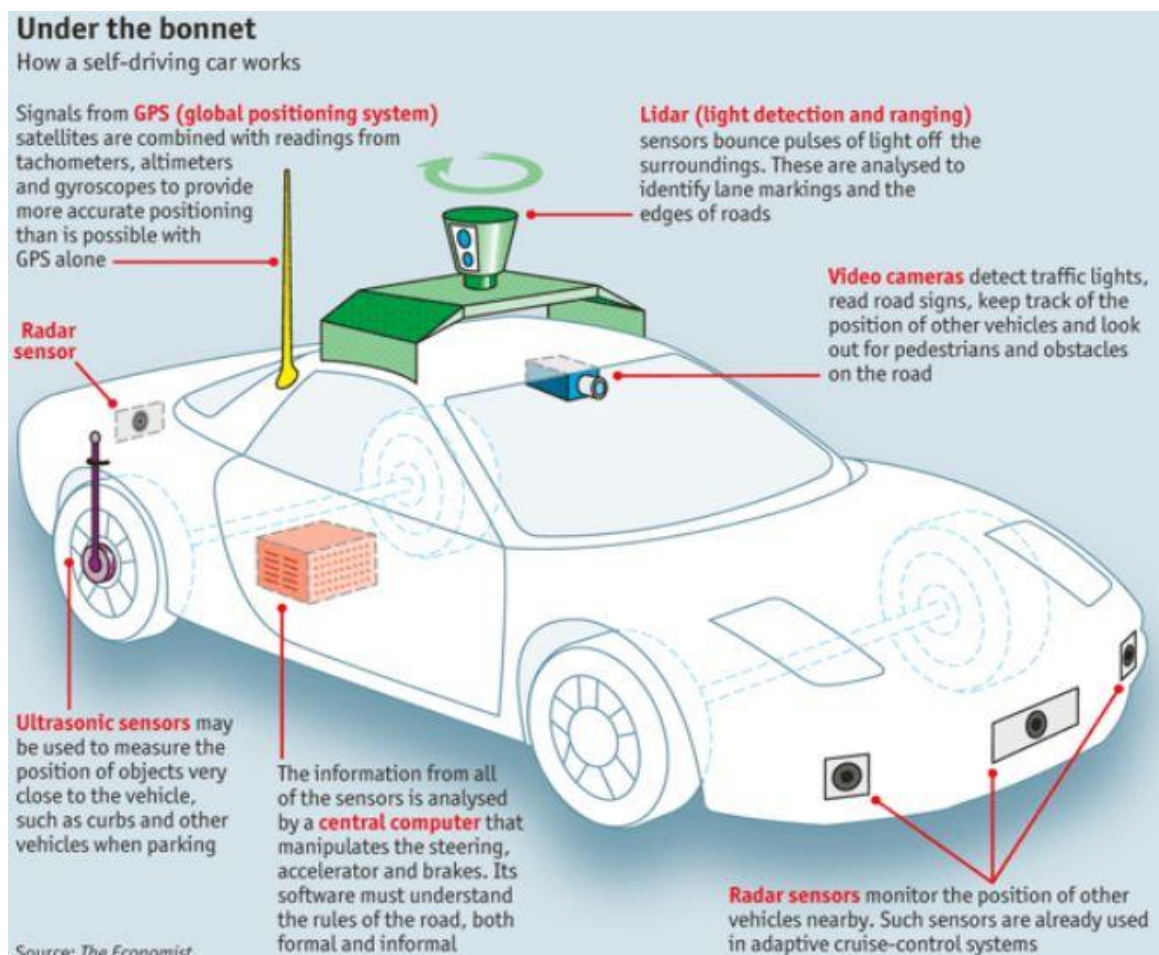 Under the bonnet
How a self-driving car works
Signals from GPS (global positioning system)
satellites are combined with readings from
tachometers, altimeters
and gyroscopes to provide
more accurate positioning
than is possible with
GPS alone
Lidar (light detection and ranging)
sensors bounce pulses of light off the
surroundings. These are analysed to
identify lane markings and the
edges of roads
Video cameras detect traffic lights,
read road signs, keep track of the
position of other vehicles and look
out for pedestrians and obstacles
on the road
Radar
sensor
Ultrasonic sensors may
be used to measure the
position of objects very
close to the vehicle,
such as curbs and other
vehicles when parking
The information from all
of the sensors is analysed
by a central computer that
manipulates the steering,
accelerator and brakes. Its
software must understand
the rules of the road, both
formal and informal
Radar sensors monitor the position of other
vehicles nearby. Such sensors are already used
in adaptive cruise-control systems
Source: The Economist